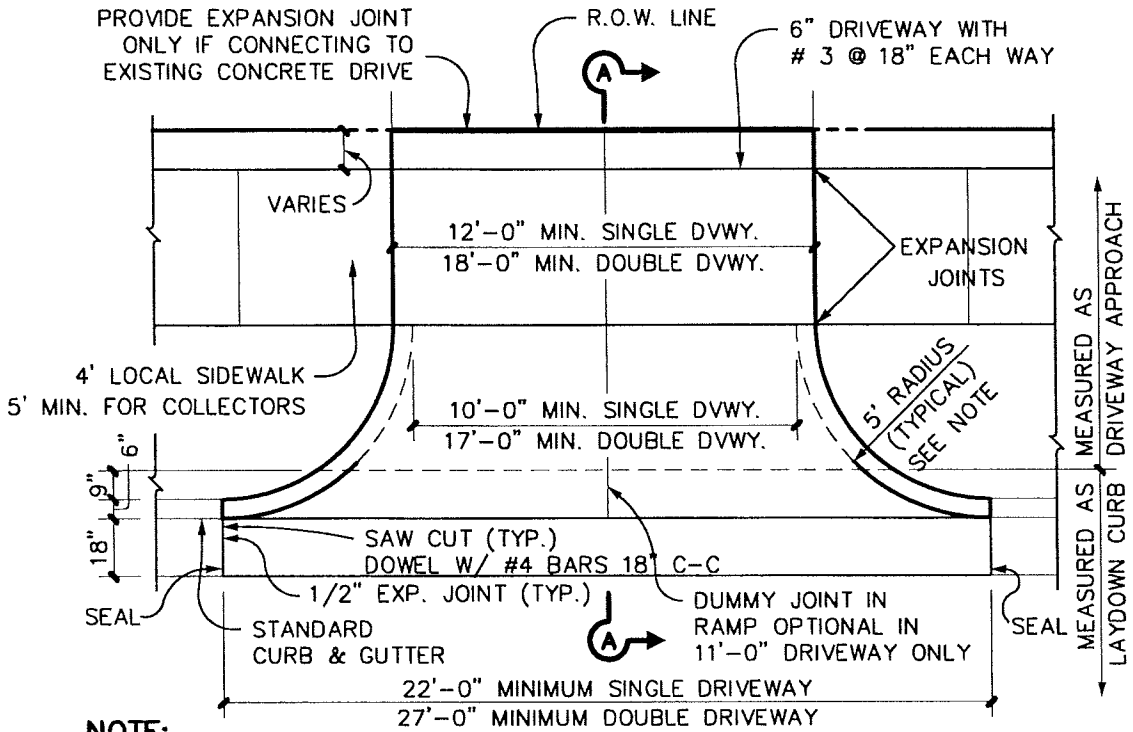 PROVIDE EXPANSION JOINT
ONLY IF CONNECTING TO
EXISTING CONCRETE DRIVE
R.O.W. LINE
6" DRIVEWAY WITH
# 3 @ 18" EACH WAY
A
VARIES
12'-0" MIN. SINGLE DVWY.
18'-0" MIN. DOUBLE DVWY.
EXPANSION
JOINTS
4' LOCAL SIDEWALK
5' MIN. FOR COLLECTORS
10'-0" MIN. SINGLE DVWY.
17'-0" MIN. DOUBLE DVWY.
5' RADIUS
(TYPICAL)
SEE NOTE
MEASURED AS
DRIVEWAY APPROACH
6"
9"
18"
SAW CUT (TYP.)
DOWEL W/ #4 BARS 18" C-C
1/2" EXP. JOINT (TYP.)
SEAL
STANDARD
CURB & GUTTER
A
DUMMY JOINT IN
RAMP OPTIONAL IN
11'-0" DRIVEWAY ONLY
SEAL
MEASURED AS
LAYDOWN CURB
22'-0" MINIMUM SINGLE DRIVEWAY
27'-0" MINIMUM DOUBLE DRIVEWAY
NOTE: